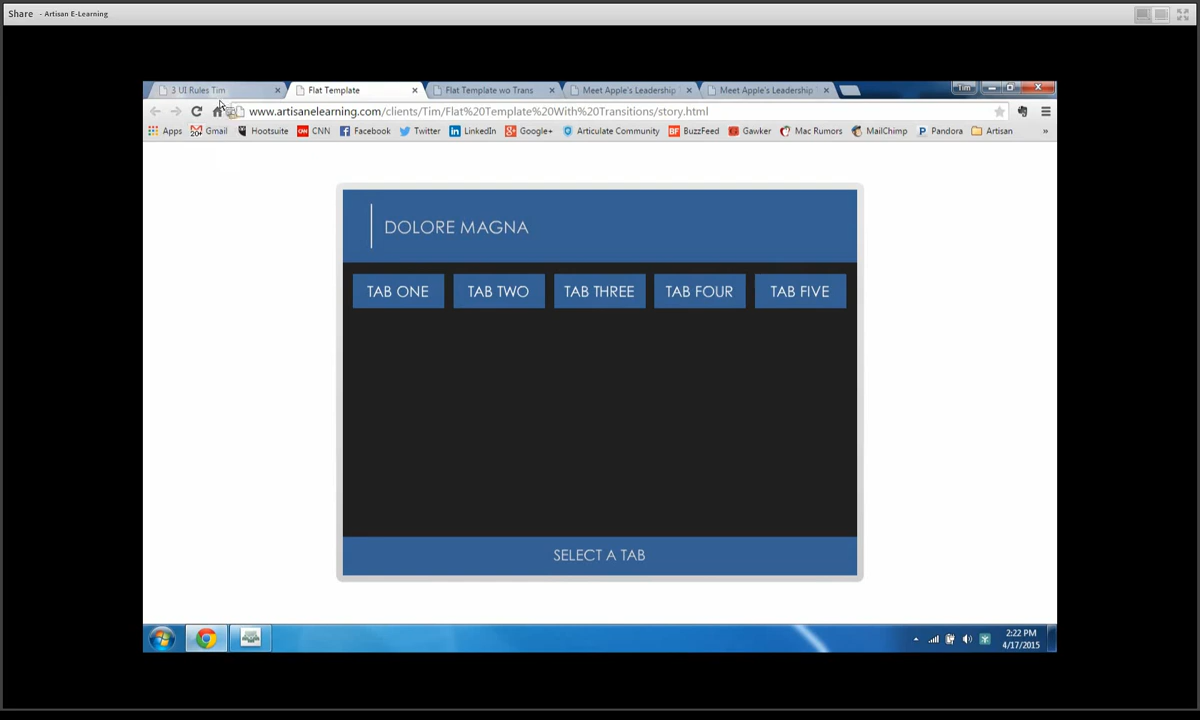 Share - Artisan E-Learning
3 UI Rules Tim
Flat Template
Flat Template wo Trans
Meet Apple's Leadership
Meet Apple's Leadership
Tim
www.artisanelearning.com/clients/Tim/Flat%20Template%20With%20Transitions/story.html
Apps Gmail Hootsuite CNN Facebook Twitter LinkedIn Google+ Articulate Community BuzzFeed Gawker Mac Rumors MailChimp Pandora Artisan »
DOLORE MAGNA
TAB ONE TAB TWO TAB THREE TAB FOUR TAB FIVE
SELECT A TAB
2:22 PM
4/17/2015